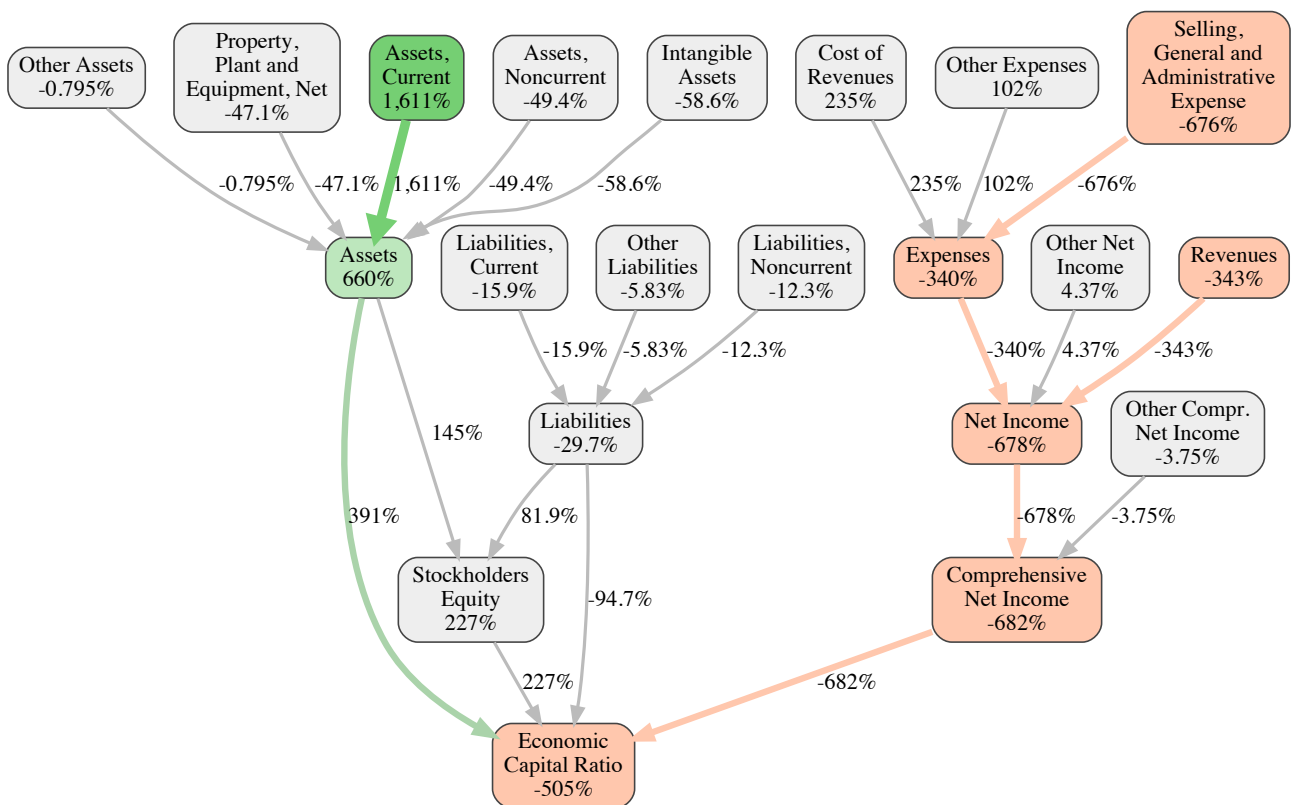 Other Assets
-0.795%
Property,
Plant and
Equipment, Net
-47.1%
Assets,
Current
1,611%
Assets,
Noncurrent
-49.4%
Intangible
Assets
-58.6%
Cost of
Revenues
235%
Other Expenses
102%
Selling,
General and
Administrative
Expense
-676%
-0.795%
-47.1%
1,611%
-49.4%
-58.6%
235%
102%
-676%
Assets
660%
Liabilities,
Current
-15.9%
Other
Liabilities
-5.83%
Liabilities,
Noncurrent
-12.3%
Expenses
-340%
Other Net
Income
4.37%
Revenues
-343%
-15.9%
-5.83%
-12.3%
-340%
4.37%
-343%
145%
Liabilities
-29.7%
Net Income
-678%
Other Compr.
Net Income
-3.75%
391%
81.9%
-678%
-3.75%
Stockholders
Equity
227%
-94.7%
Comprehensive
Net Income
-682%
227%
-682%
Economic
Capital Ratio
-505%